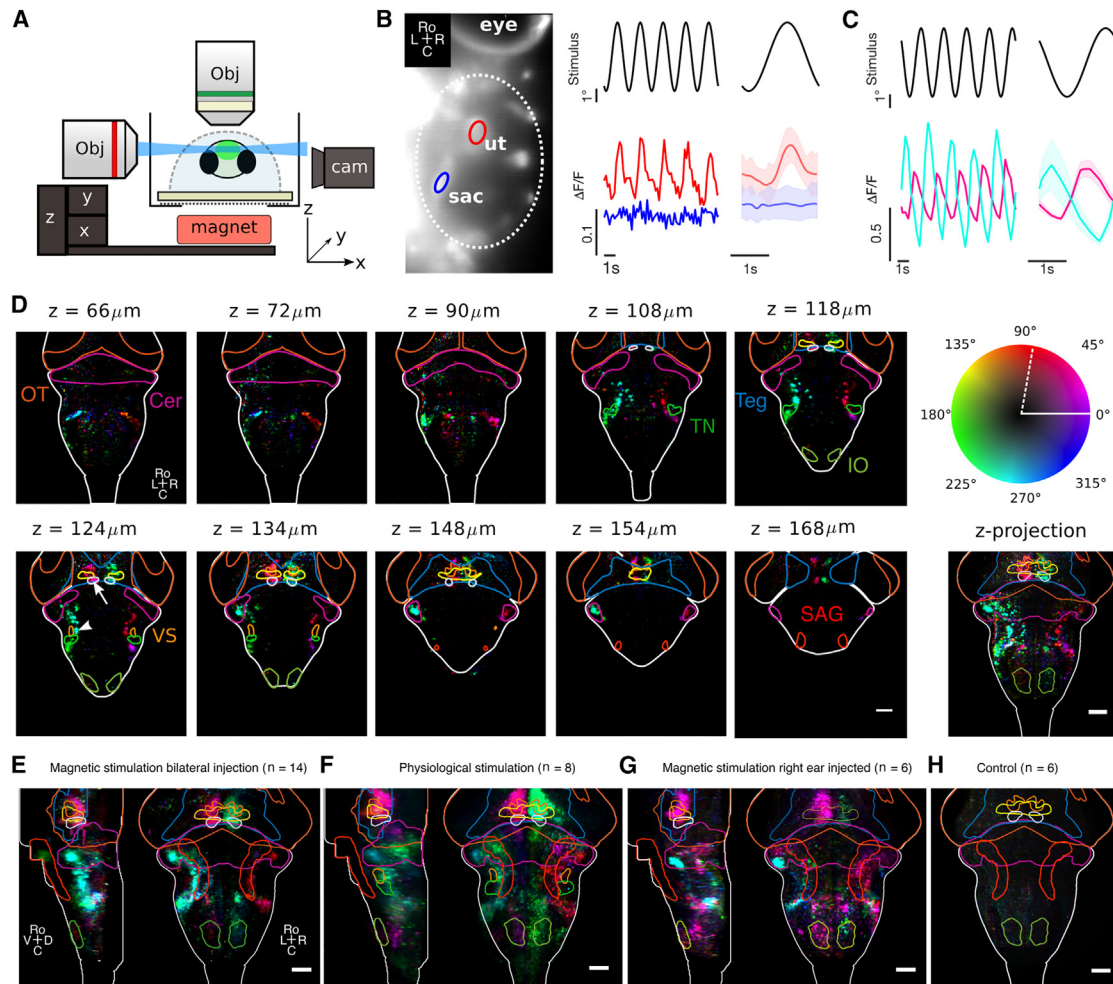 A
Obj
Obj
cam
y
z
x
magnet
z
y
x
B
Ro
L+R
C
eye
ut
sac
Stimulus
1°
ΔF/F
0.1
1s
1s
C
Stimulus
1°
ΔF/F
0.5
1s
1s
D
z = 66μm
z = 72μm
z = 90μm
z = 108μm
z = 118μm
OT
Cer
Ro
L+R
C
TN
Teg
IO
90°
135°
45°
180°
0°
225°
270°
315°
z = 124μm
z = 134μm
z = 148μm
z = 154μm
z = 168μm
z-projection
VS
SAG
E
Magnetic stimulation bilateral injection (n = 14)
F
Physiological stimulation (n = 8)
G
Magnetic stimulation right ear injected (n = 6)
H
Control (n = 6)
Ro
V+D
C
Ro
L+R
C